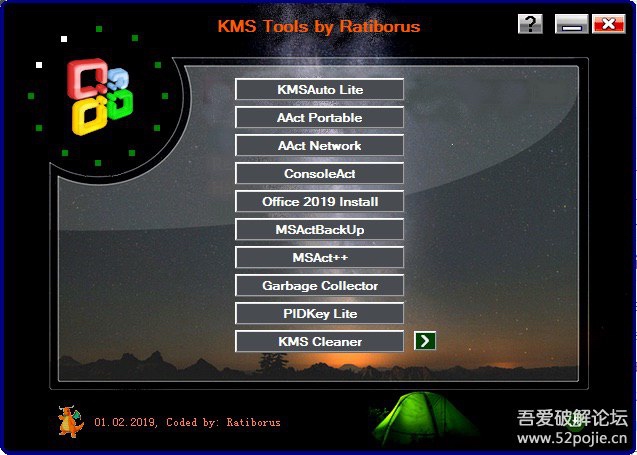 KMS Tools by Ratiborus
?
KMSAuto Lite
AAct Portable
AAct Network
ConsoleAct
Office 2019 Install
MSActBackUp
MSAct++
Garbage Collector
PIDKey Lite
KMS Cleaner
01.02.2019, Coded by: Ratiborus
吾爱破解论坛
www.52pojie.cn